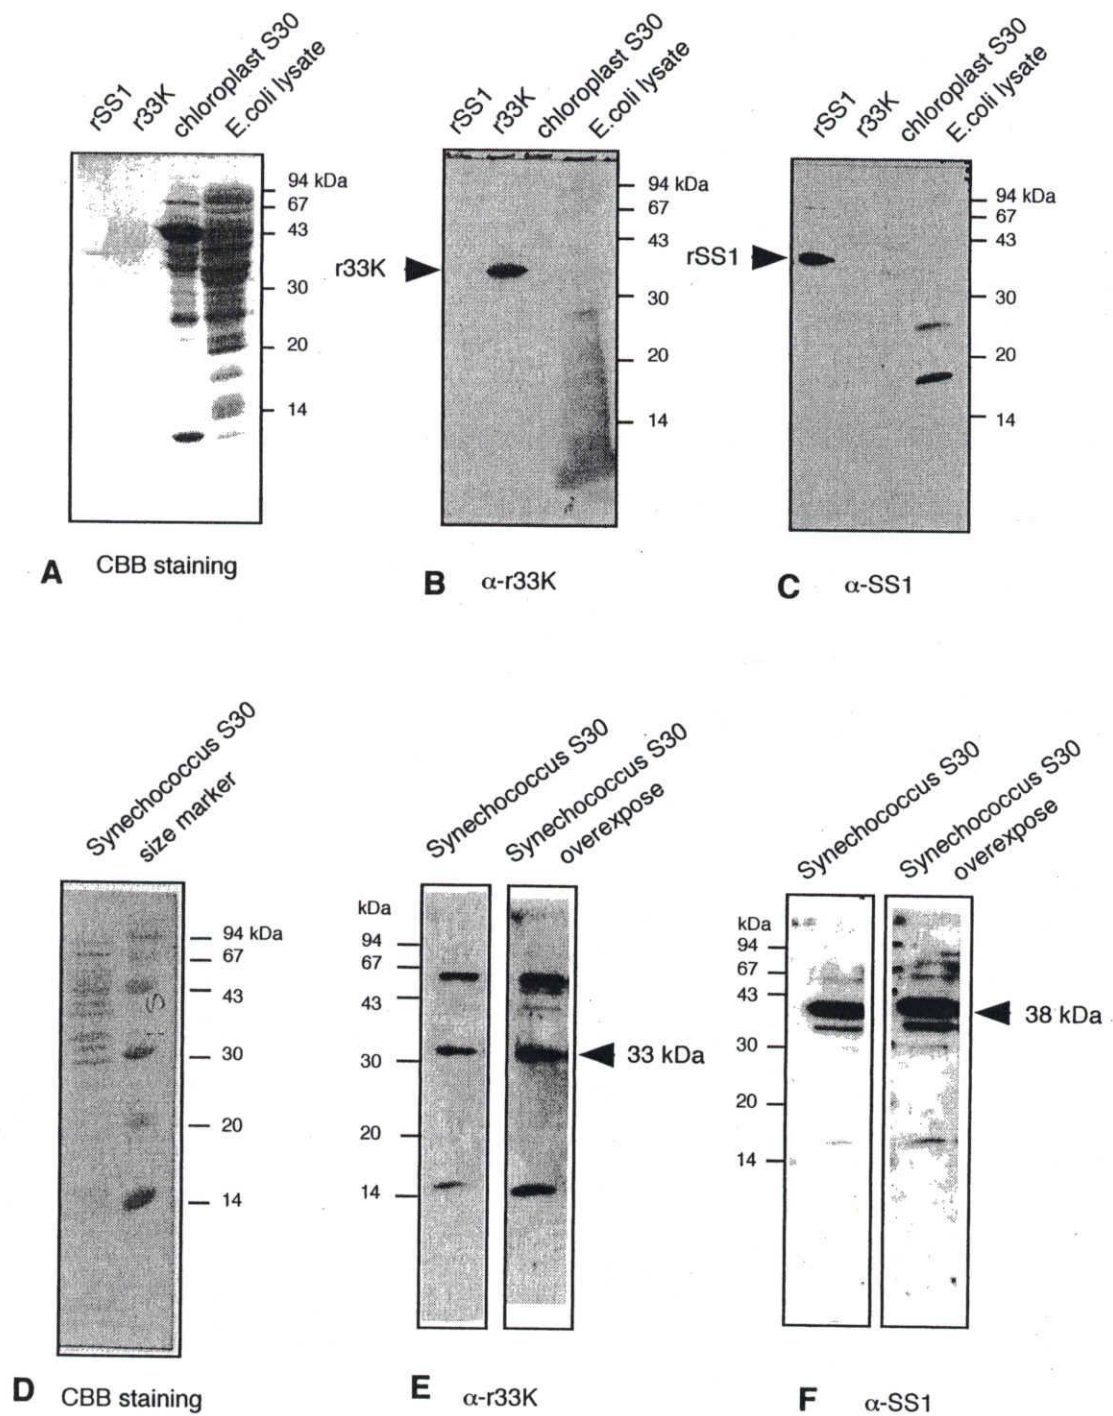 rSS1
r33K
chloroplast S30
E.coli lysate
94 kDa
67
43
30
20
14
A
CBB staining
rSS1
r33K
chloroplast S30
E.coli lysate
r33K
94 kDa
67
43
30
20
14
B
α-r33K
rSS1
r33K
chloroplast S30
E.coli lysate
rSS1
94 kDa
67
43
30
20
14
C
α-SS1
Synechococcus S30
size marker
94 kDa
67
43
30
20
14
D
CBB staining
Synechococcus S30
Synechococcus S30
overexpose
kDa
94
67
43
30
20
14
33 kDa
E
α-r33K
Synechococcus S30
Synechococcus S30
overexpose
kDa
94
67
43
30
20
14
38 kDa
F
α-SS1